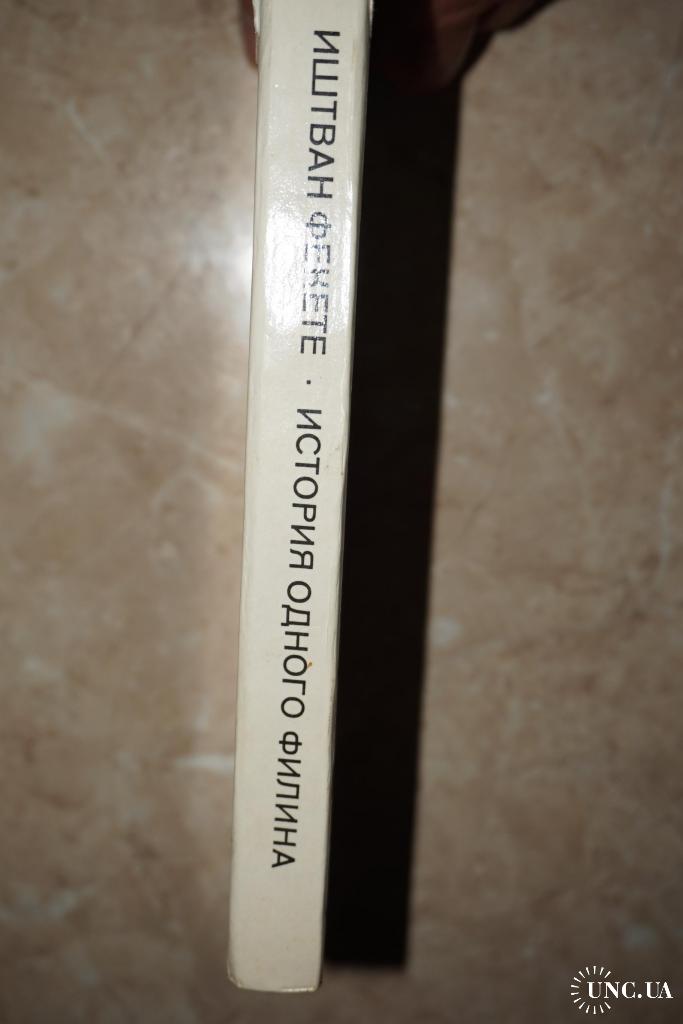 ИШТВАН ФЕКЕТЕ · ИСТОРИЯ ОДНОГО ФИЛИНА
UNC.UA